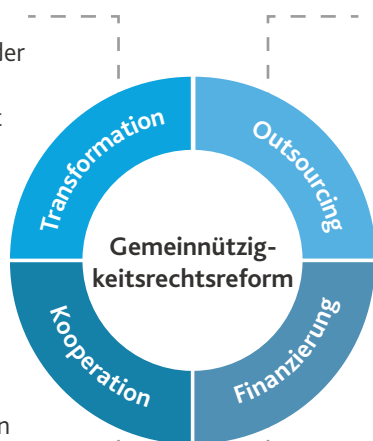 Transformation
Outsourcing
Gemeinnützig-
keitsrechtsreform
Kooperation
Finanzierung